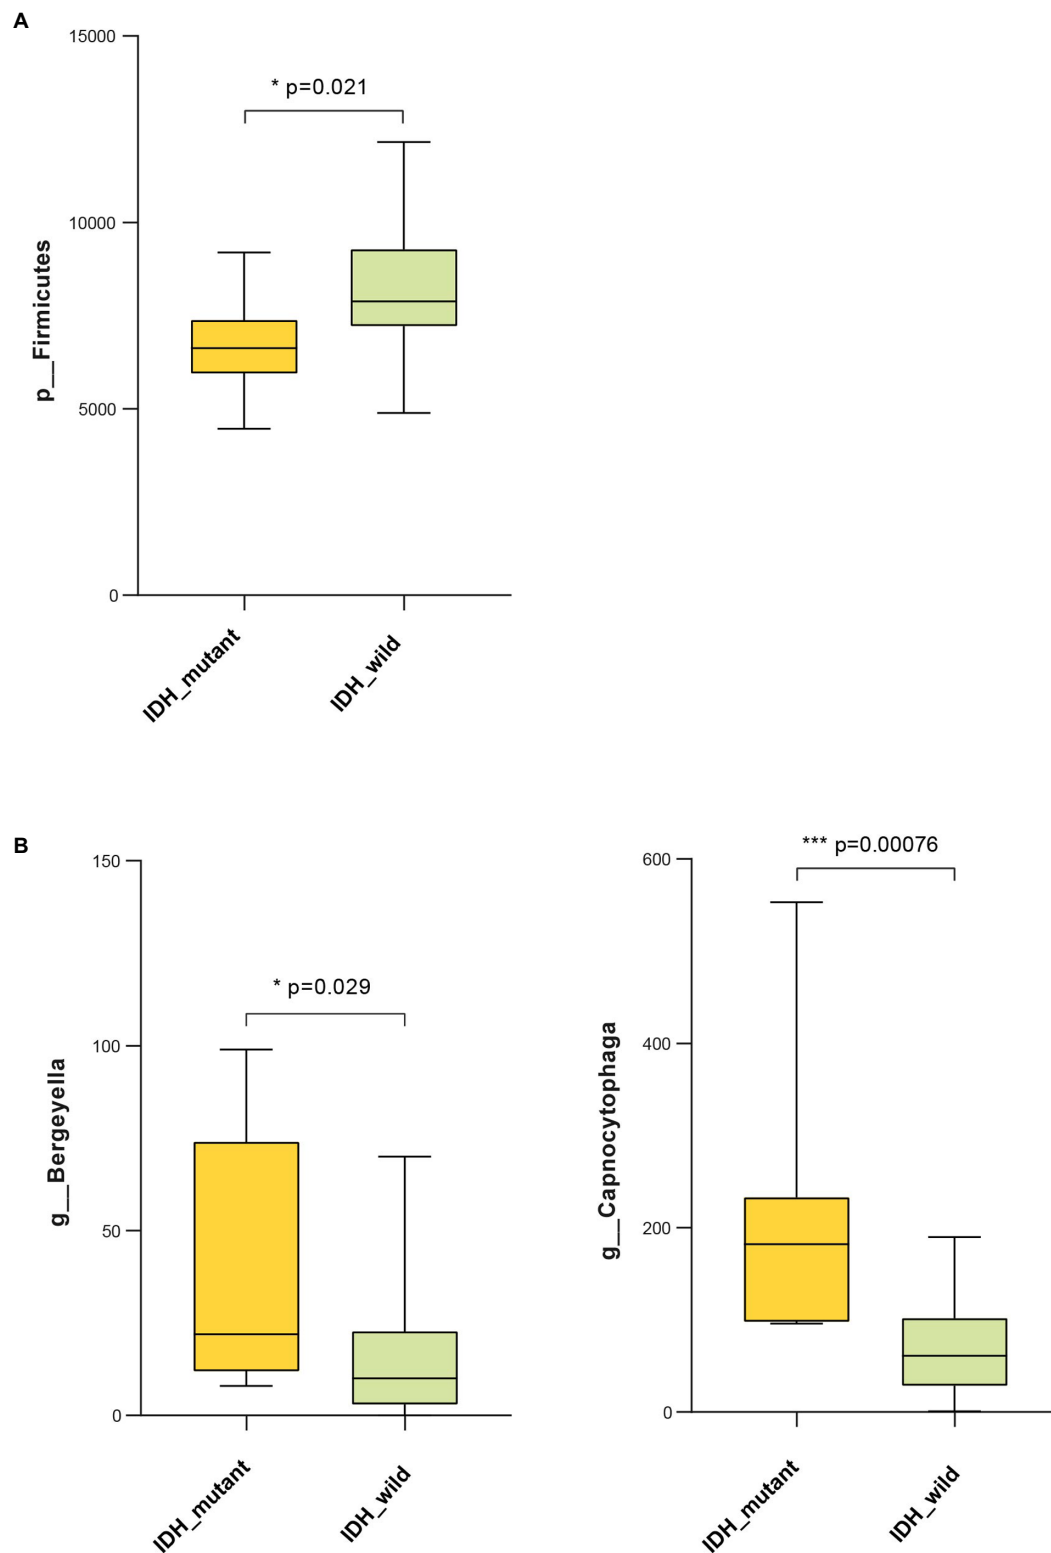 A
15000
* p=0.021
10000
p__Firmicutes
5000
0
IDH_mutant
IDH_wild
B
150
* p=0.029
100
g__Bergeyella
50
0
IDH_mutant
IDH_wild
600
*** p=0.00076
400
g__Capnocytophaga
200
0
IDH_mutant
IDH_wild